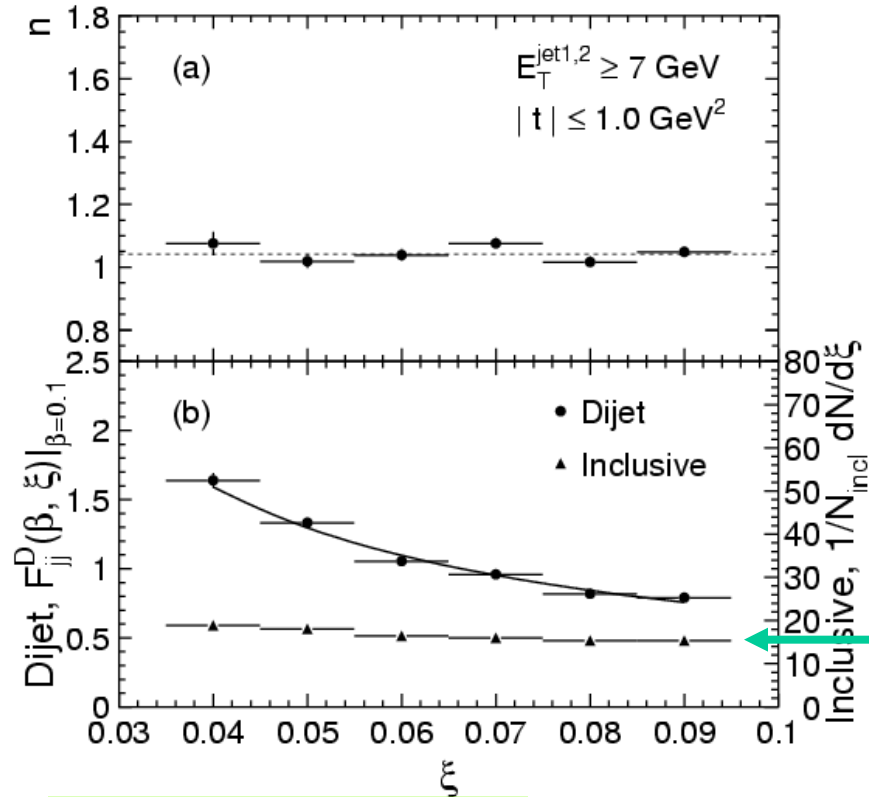 n
1.8
1.6
1.4
1.2
1
0.8
(a)
E_T^{jet1,2} ≥ 7 GeV
| t | ≤ 1.0 GeV²
Dijet, F_{jj}^D(β, ξ)|_{β=0.1}
2.5
2
1.5
1
0.5
0
(b)
● Dijet
▲ Inclusive
80
70
60
50
40
30
20
10
0
Inclusive, 1/N_{incl} dN/dξ
0.03 0.04 0.05 0.06 0.07 0.08 0.09 0.1
ξ